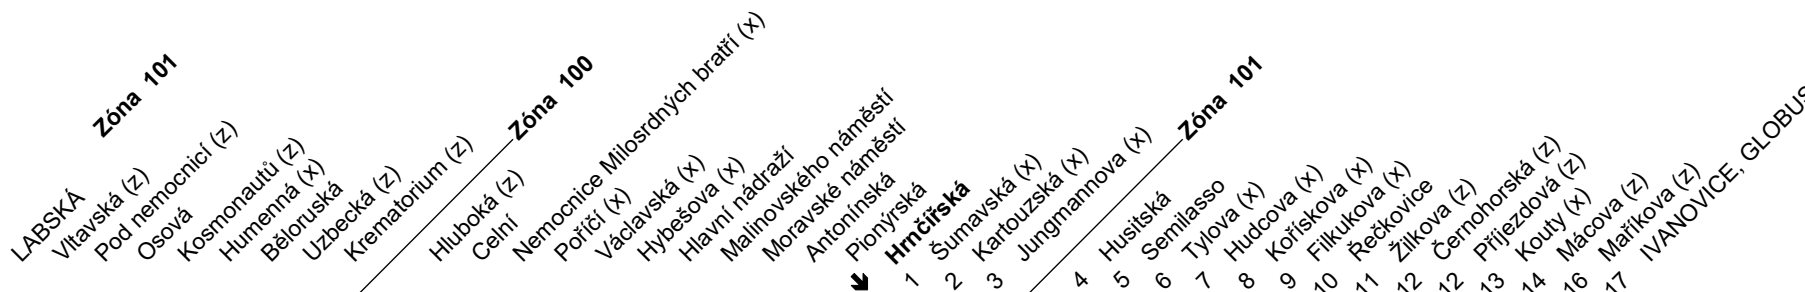 Zóna 101
LABSKÁ
Vltavská (z)
Pod nemocnicí (z)
Osová
Kosmonautů (z)
Humenná (x)
Běloruská
Uzbecká (z)
Krematorium (z)
Zóna 100
Hluboká (z)
Celní
Nemocnice Milosrdných bratří (x)
Poříčí (x)
Václavská (x)
Hybešova (x)
Hlavní nádraží
Malinovského náměstí
Moravské náměstí
Antonínská
Pionýrská
Hrnčířská
1 Šumavská (x)
2 Kartouzská (x)
3 Jungmannova (x)
Zóna 101
4 Husitská
5 Semilasso
6 Tylova (x)
7 Hudcova (x)
8 Kořískova (x)
9 Filkukova (x)
10 Řečkovice
11 Žilkova (z)
12 Černohorská (z)
12 Příjezdová (z)
13 Kouty (x)
14 Mácova (z)
16 Maříkova (z)
17 IVANOVICE, GLOBUS